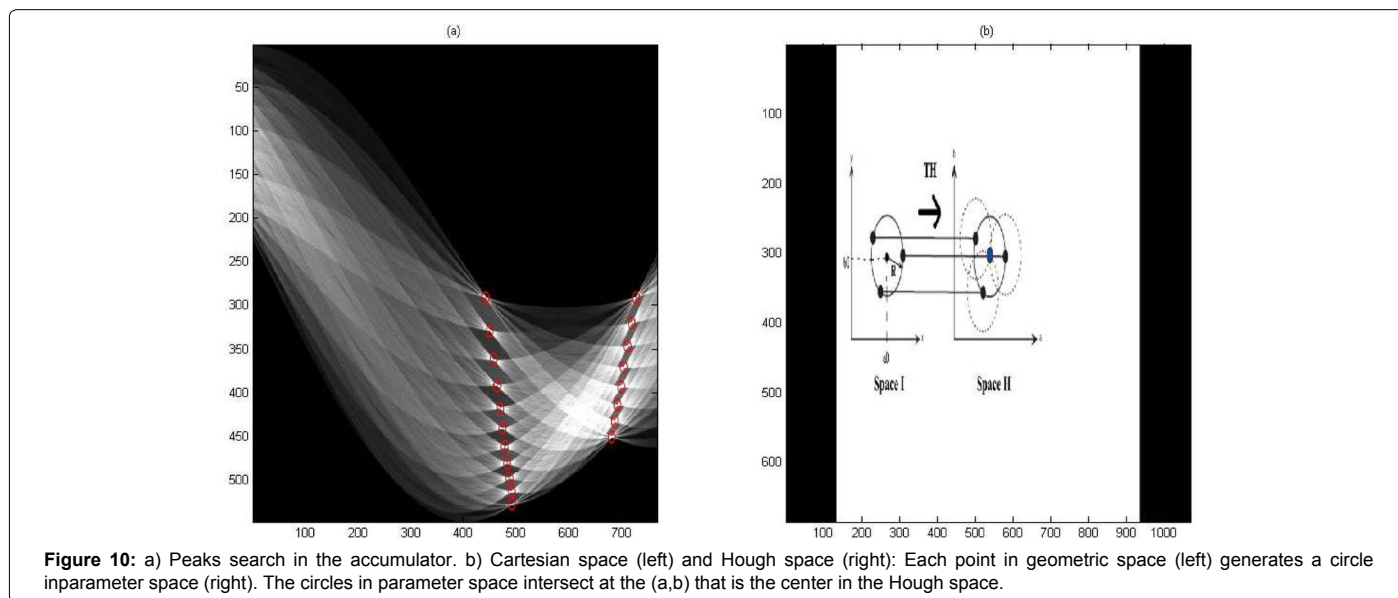 (a)
50
100
150
200
250
300
350
400
450
500
100 200 300 400 500 600 700
(b)
100
200
300
400
500
600
100 200 300 400 500 600 700 800 900 1000
y
b
TH
b0
R
x
a
a0
Space I
Space II
Figure 10: a) Peaks search in the accumulator. b) Cartesian space (left) and Hough space (right): Each point in geometric space (left) generates a circle
inparameter space (right). The circles in parameter space intersect at the (a,b) that is the center in the Hough space.